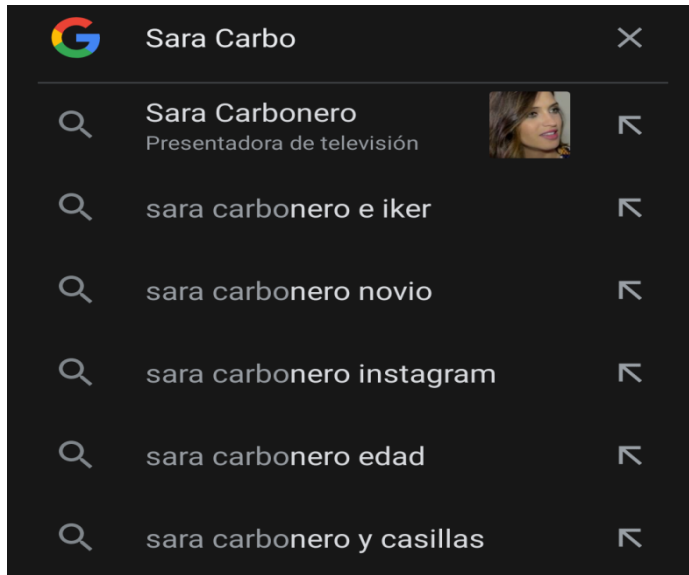 Sara Carbo
Sara Carbonero
Presentadora de televisión
sara carbonero e iker
sara carbonero novio
sara carbonero instagram
sara carbonero edad
sara carbonero y casillas